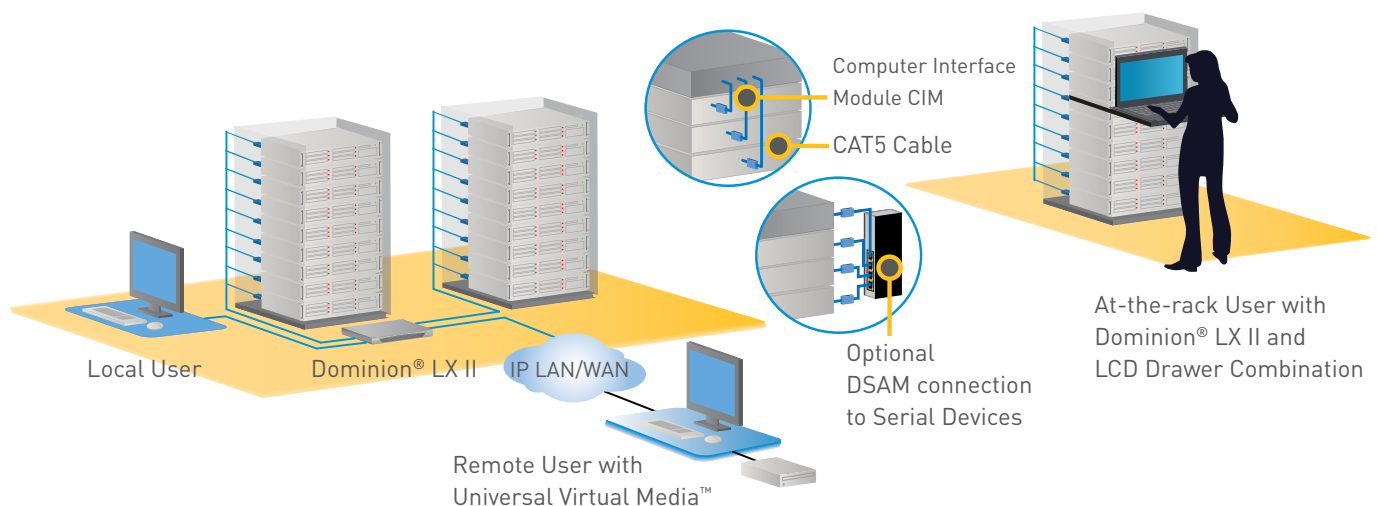 Computer Interface
Module CIM
CAT5 Cable
Local User
Dominion® LX II
IP LAN/WAN
Optional
DSAM connection
to Serial Devices
At-the-rack User with
Dominion® LX II and
LCD Drawer Combination
Remote User with
Universal Virtual Media™